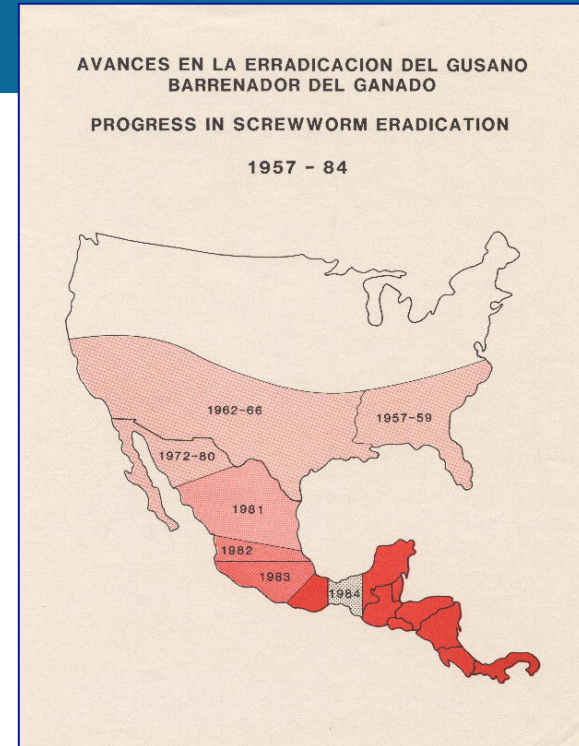 AVANCES EN LA ERRADICACION DEL GUSANO
BARRENADOR DEL GANADO
PROGRESS IN SCREWWORM ERADICATION
1957 - 84
1962-66
1957-59
1972-80
1981
1982
1983
1984